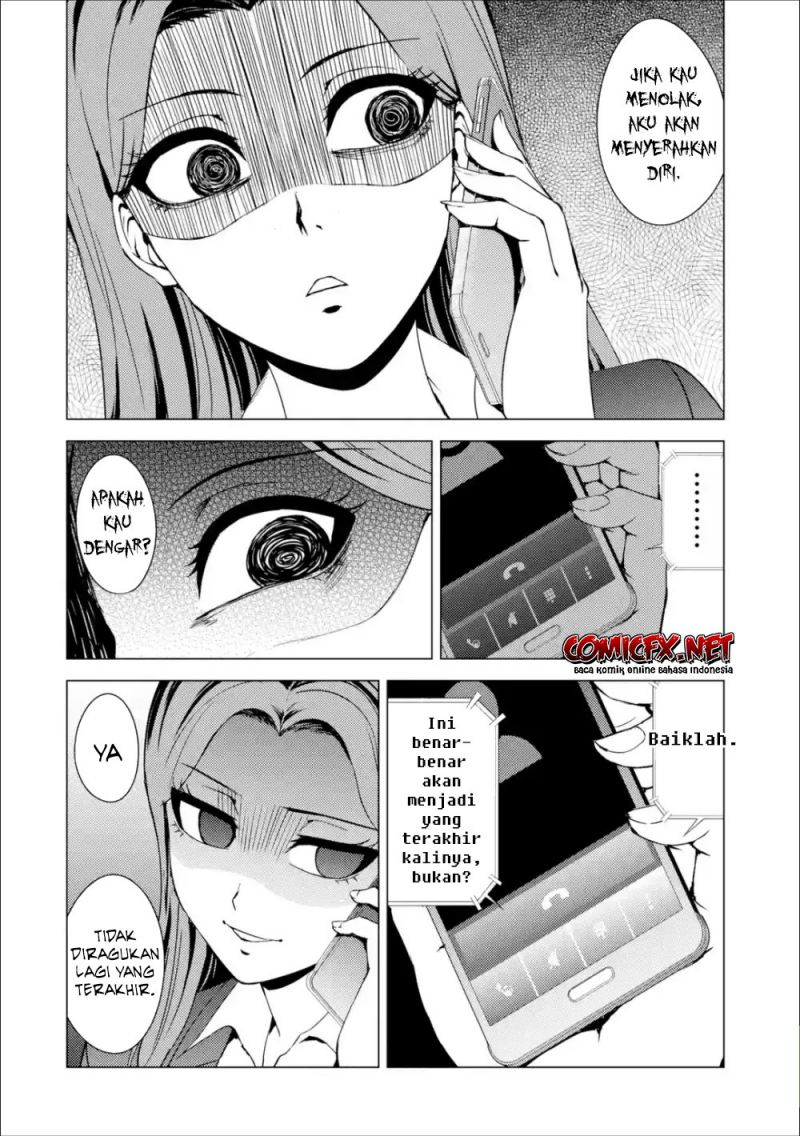 JIKA KAU
MENOLAK,
AKU AKAN
MENYERAHKAN
DIRI.
.......
APAKAH
KAU
DENGAR?
COMICFX.NET
Baca Komik online Bahasa Indonesia
Baiklah.
Ini
benar-
benar
akan
menjadi
yang
terakhir
kalinya,
bukan?
YA
TIDAK
DIRAGUKAN
LAGI YANG
TERAKHIR.